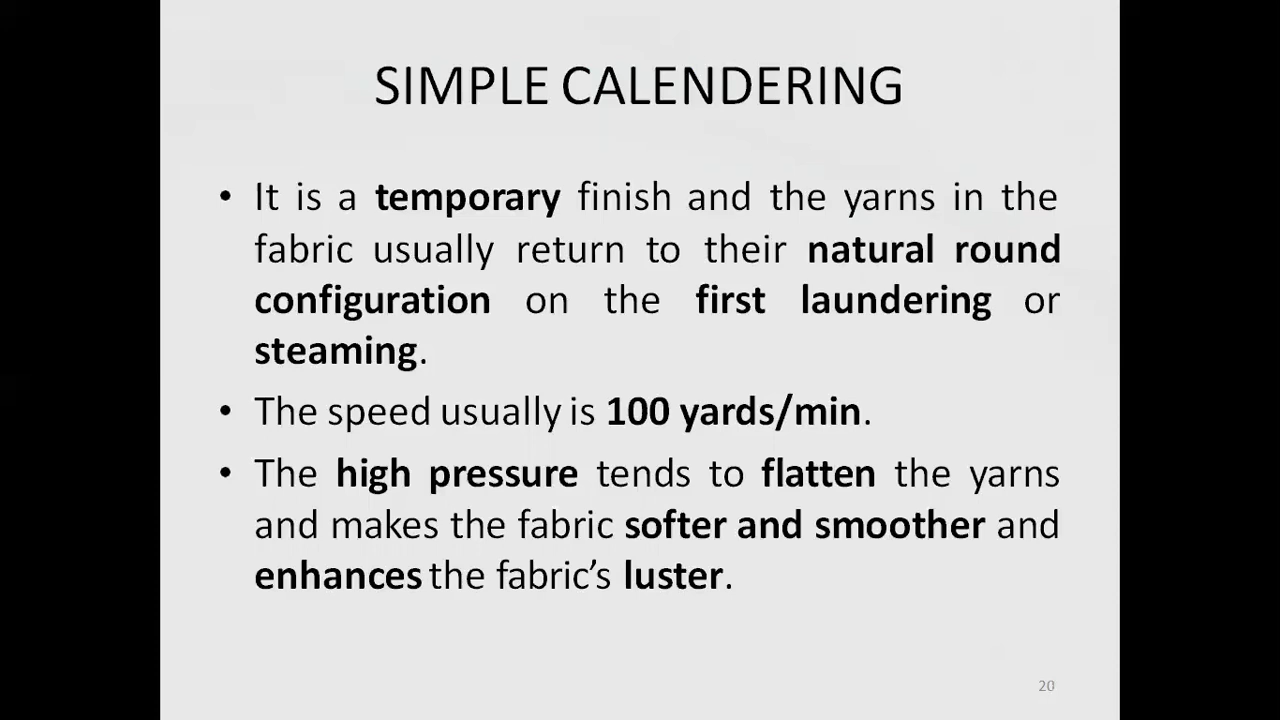 SIMPLE CALENDERING
• It is a temporary finish and the yarns in the
fabric usually return to their natural round
configuration on the first laundering or
steaming.
• The speed usually is 100 yards/min.
• The high pressure tends to flatten the yarns
and makes the fabric softer and smoother and
enhances the fabric’s luster.
20